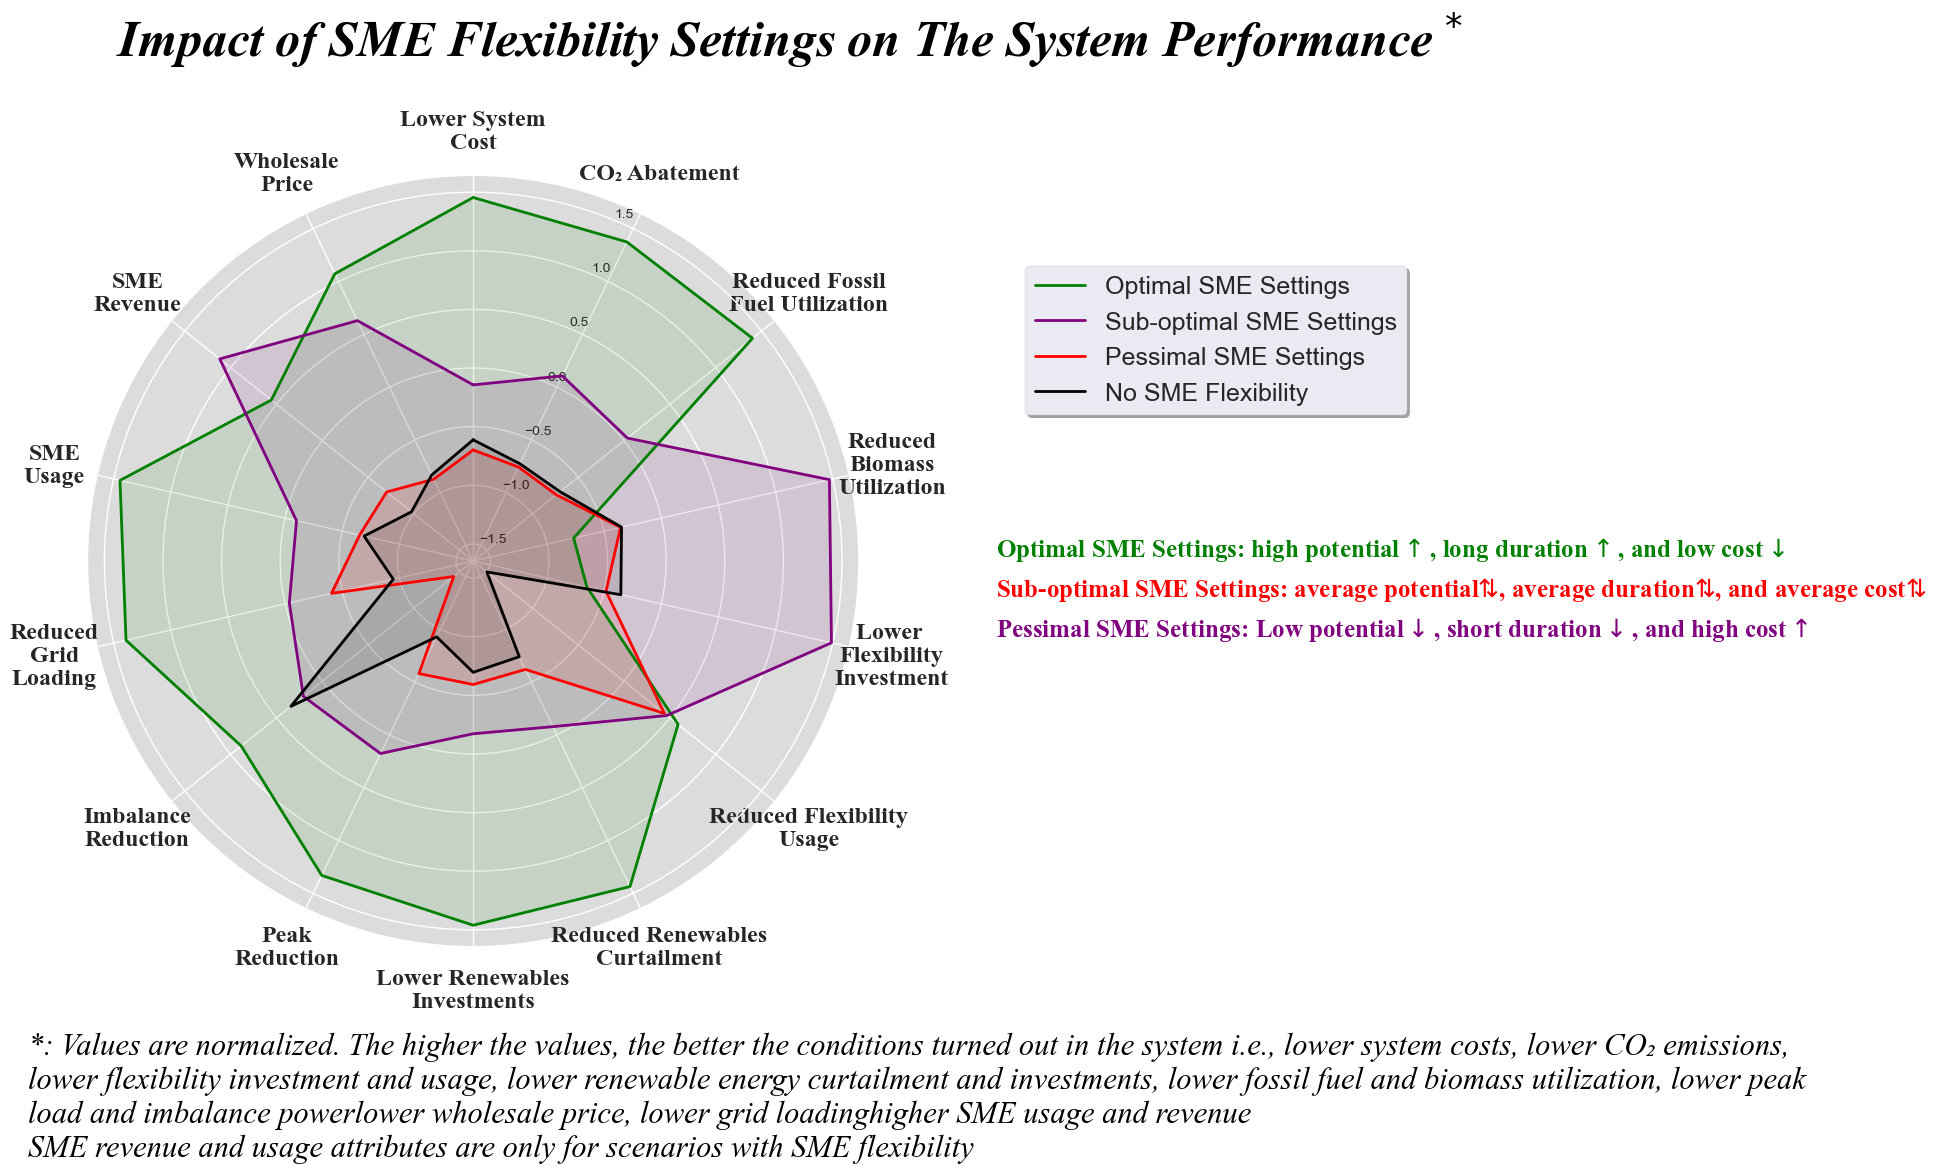 Impact of SME Flexibility Settings on The System Performance *
Lower System
Cost
Wholesale
Price
CO₂ Abatement
1.5
1.0
0.5
0.0
−0.5
−1.0
−1.5
SME
Revenue
Reduced Fossil
Fuel Utilization
SME
Usage
Reduced
Biomass
Utilization
Reduced
Grid
Loading
Lower
Flexibility
Investment
Imbalance
Reduction
Reduced Flexibility
Usage
Peak
Reduction
Reduced Renewables
Curtailment
Lower Renewables
Investments
Optimal SME Settings
Sub-optimal SME Settings
Pessimal SME Settings
No SME Flexibility
Optimal SME Settings: high potential ↑ , long duration ↑ , and low cost ↓
Sub-optimal SME Settings: average potential⇅, average duration⇅, and average cost⇅
Pessimal SME Settings: Low potential ↓ , short duration ↓ , and high cost ↑
*: Values are normalized. The higher the values, the better the conditions turned out in the system i.e., lower system costs, lower CO₂ emissions,
lower flexibility investment and usage, lower renewable energy curtailment and investments, lower fossil fuel and biomass utilization, lower peak
load and imbalance powerlower wholesale price, lower grid loadinghigher SME usage and revenue
SME revenue and usage attributes are only for scenarios with SME flexibility